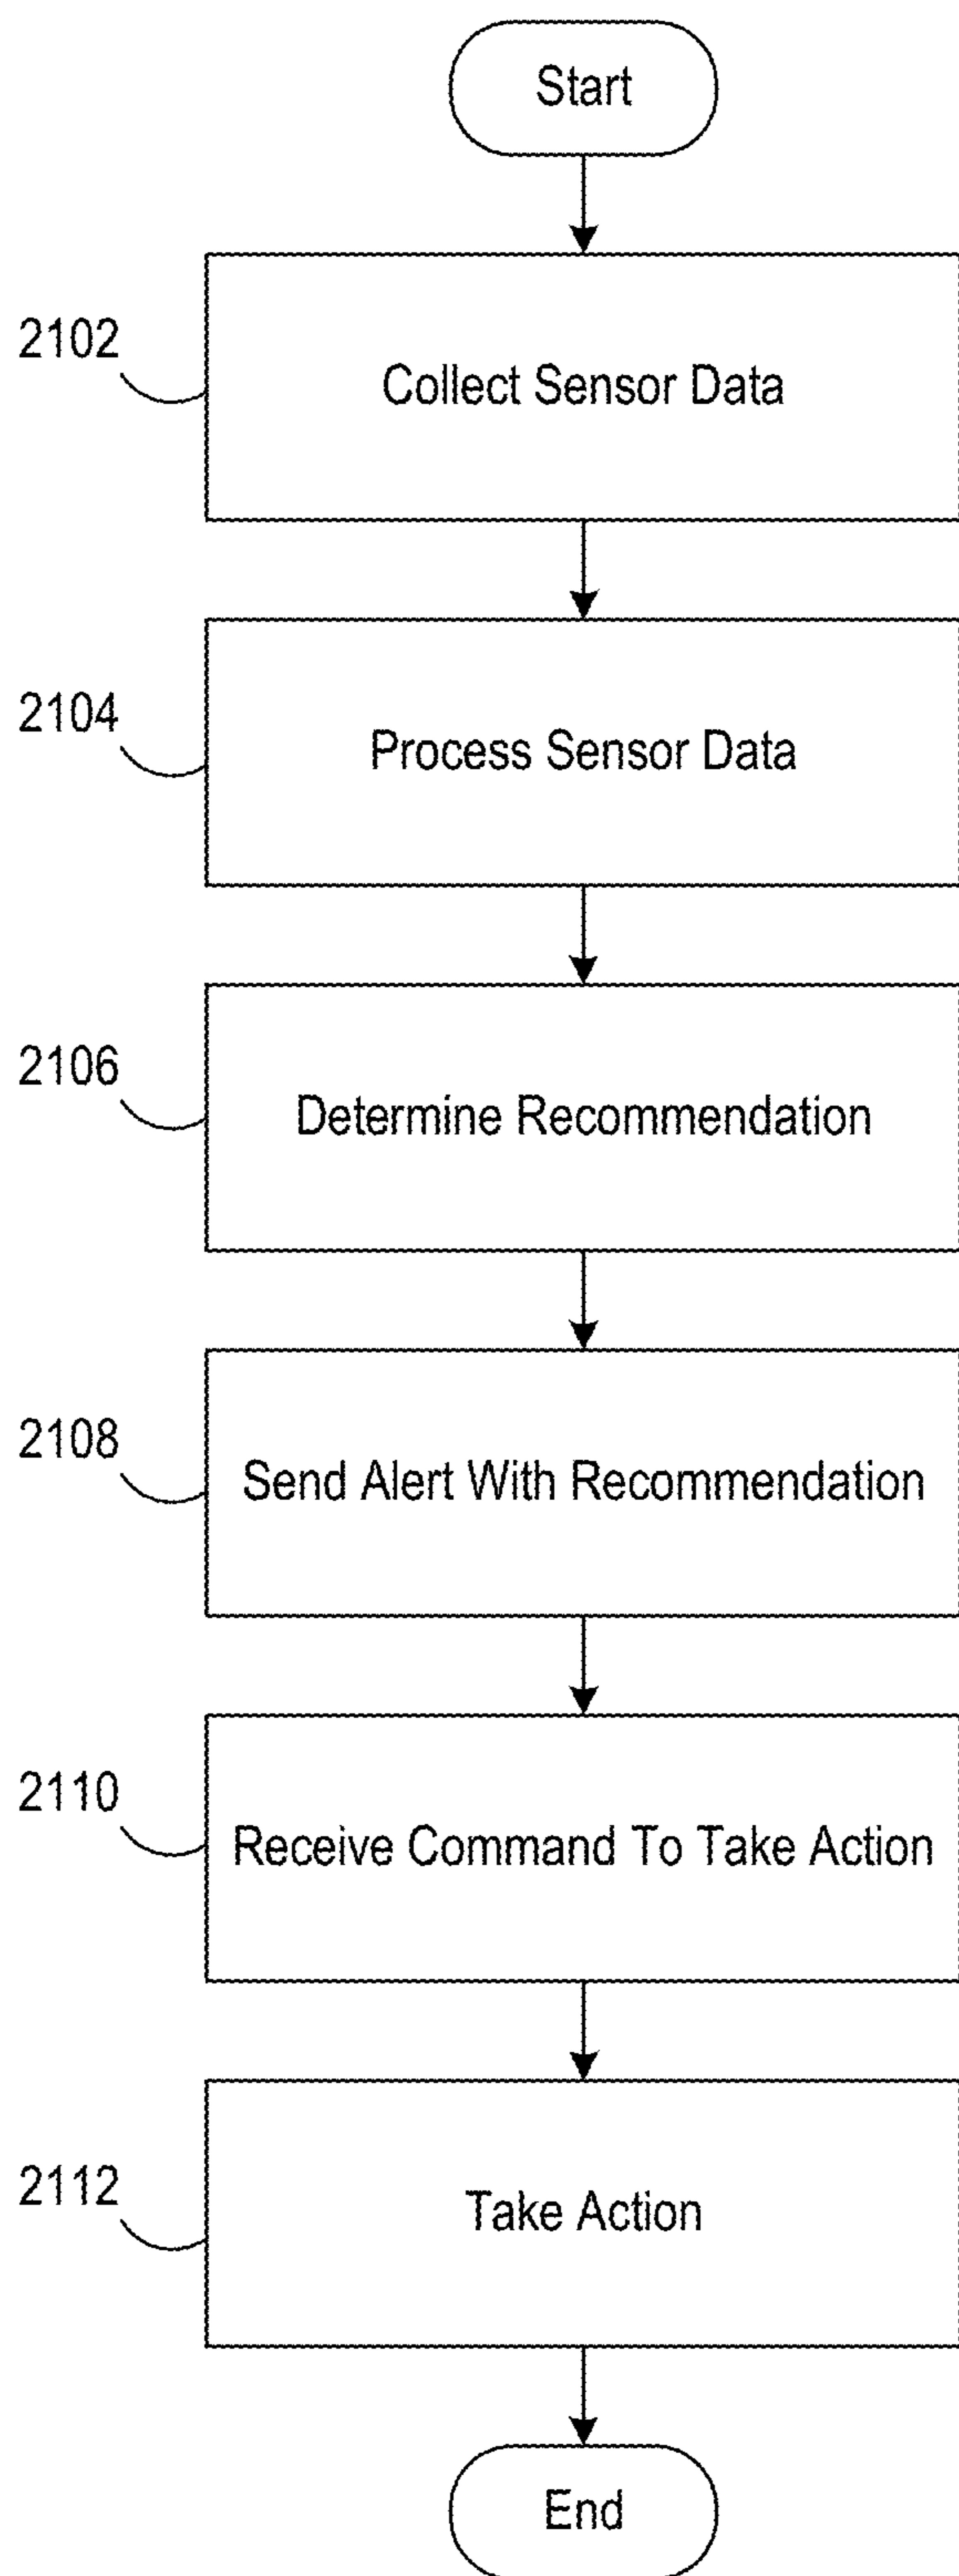 Start
2102
Collect Sensor Data
2104
Process Sensor Data
2106
Determine Recommendation
2108
Send Alert With Recommendation
2110
Receive Command To Take Action
2112
Take Action
End